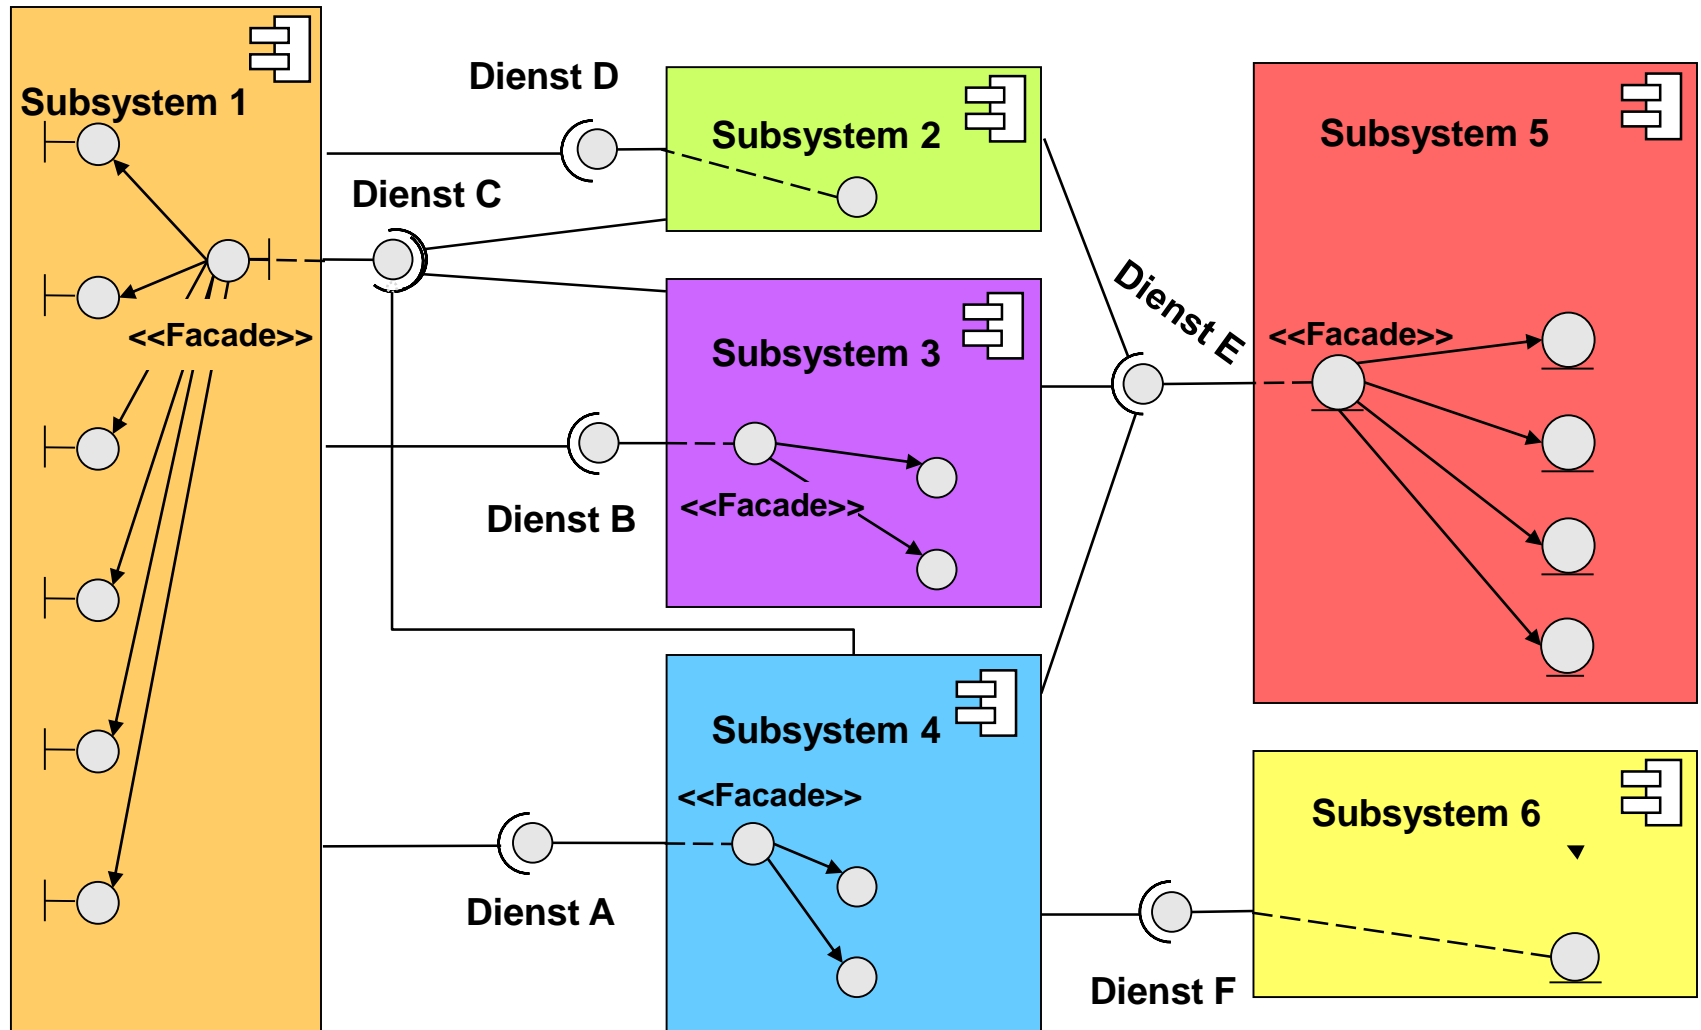 Subsystem 1
<<Facade>>
Dienst D
Dienst C
Dienst B
Dienst A
Subsystem 2
Subsystem 3
<<Facade>>
Subsystem 4
<<Facade>>
Dienst E
Dienst F
Subsystem 5
<<Facade>>
Subsystem 6